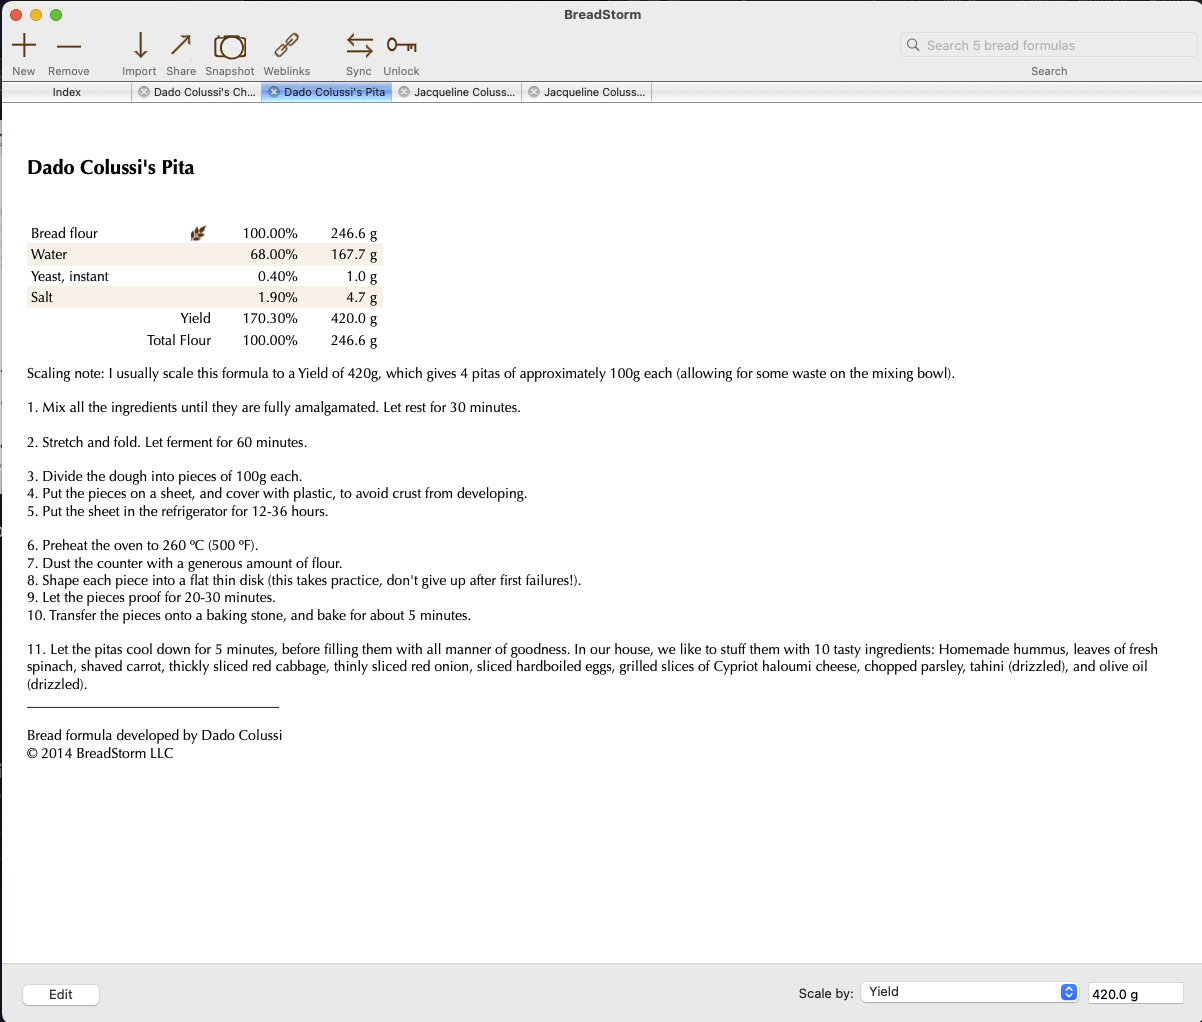 BreadStorm
New Remove Import Share Snapshot Weblinks Sync Unlock
Search 5 bread formulas
Search
Index Dado Colussi's Ch... Dado Colussi's Pita Jacqueline Coluss... Jacqueline Coluss...
Dado Colussi's Pita
Bread flour 100.00% 246.6 g
Water 68.00% 167.7 g
Yeast, instant 0.40% 1.0 g
Salt 1.90% 4.7 g
Yield 170.30% 420.0 g
Total Flour 100.00% 246.6 g
Scaling note: I usually scale this formula to a Yield of 420g, which gives 4 pitas of approximately 100g each (allowing for some waste on the mixing bowl).
1. Mix all the ingredients until they are fully amalgamated. Let rest for 30 minutes.
2. Stretch and fold. Let ferment for 60 minutes.
3. Divide the dough into pieces of 100g each.
4. Put the pieces on a sheet, and cover with plastic, to avoid crust from developing.
5. Put the sheet in the refrigerator for 12-36 hours.
6. Preheat the oven to 260 ºC (500 ºF).
7. Dust the counter with a generous amount of flour.
8. Shape each piece into a flat thin disk (this takes practice, don't give up after first failures!).
9. Let the pieces proof for 20-30 minutes.
10. Transfer the pieces onto a baking stone, and bake for about 5 minutes.
11. Let the pitas cool down for 5 minutes, before filling them with all manner of goodness. In our house, we like to stuff them with 10 tasty ingredients: Homemade hummus, leaves of fresh
spinach, shaved carrot, thickly sliced red cabbage, thinly sliced red onion, sliced hardboiled eggs, grilled slices of Cypriot haloumi cheese, chopped parsley, tahini (drizzled), and olive oil
(drizzled).
Bread formula developed by Dado Colussi
© 2014 BreadStorm LLC
Edit
Scale by: Yield 420.0 g